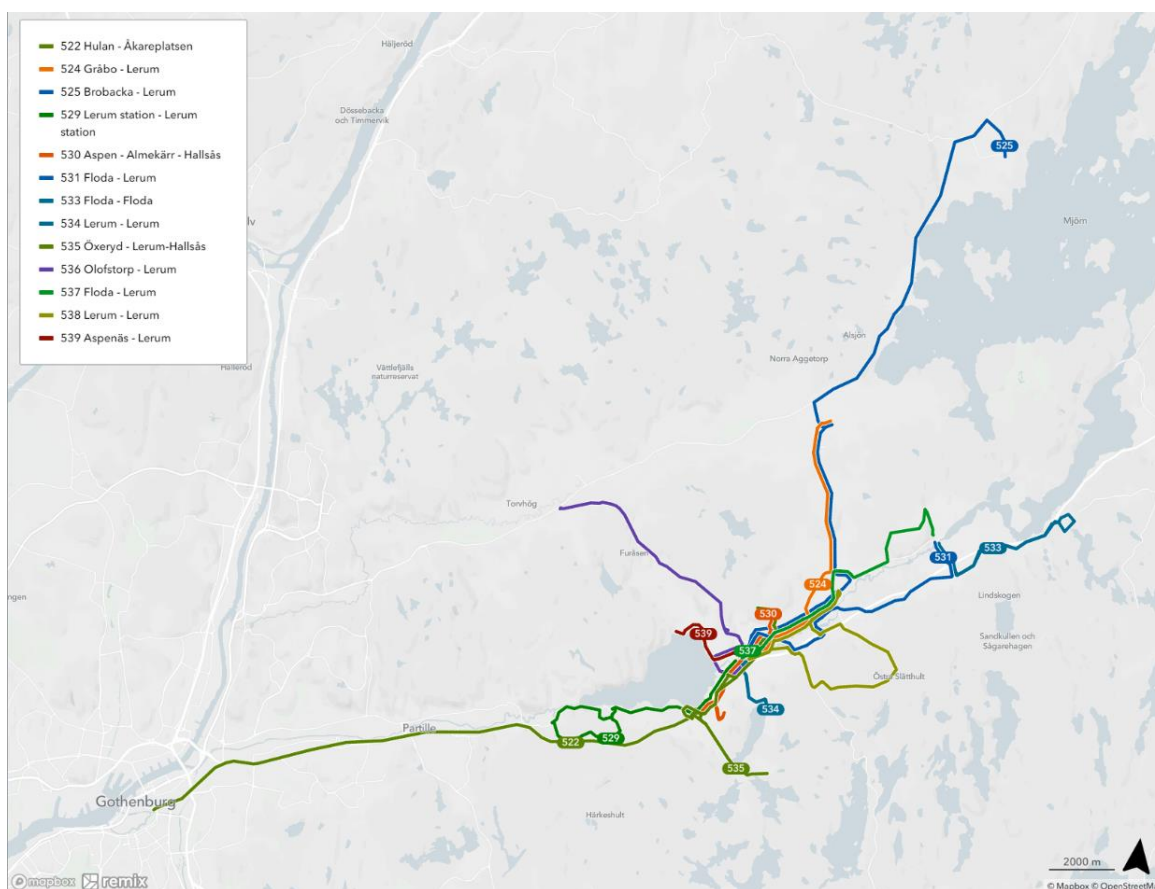 522 Hulan - Åkareplatsen
524 Gråbo - Lerum
525 Brobacka - Lerum
529 Lerum station - Lerum
station
530 Aspen - Almekärr - Hallsås
531 Floda - Lerum
533 Floda - Floda
534 Lerum - Lerum
535 Öxeryd - Lerum-Hallsås
536 Olofstorp - Lerum
537 Floda - Lerum
538 Lerum - Lerum
539 Aspenäs - Lerum
Häljeröd
Dössebacka
och Timmervik
525
Mjörn
Alsjön
Norra Aggetorp
Vättlefjälls
naturreservat
Torvhög
Furåsen
531
533
524
Lindskogen
530
539
537
Sandkullen och
Sågarehagen
Östra Slätthult
534
Partille
522
529
535
Gothenburg
Härkeshult
2000 m
mapbox
remix
© Mapbox © OpenStreetM